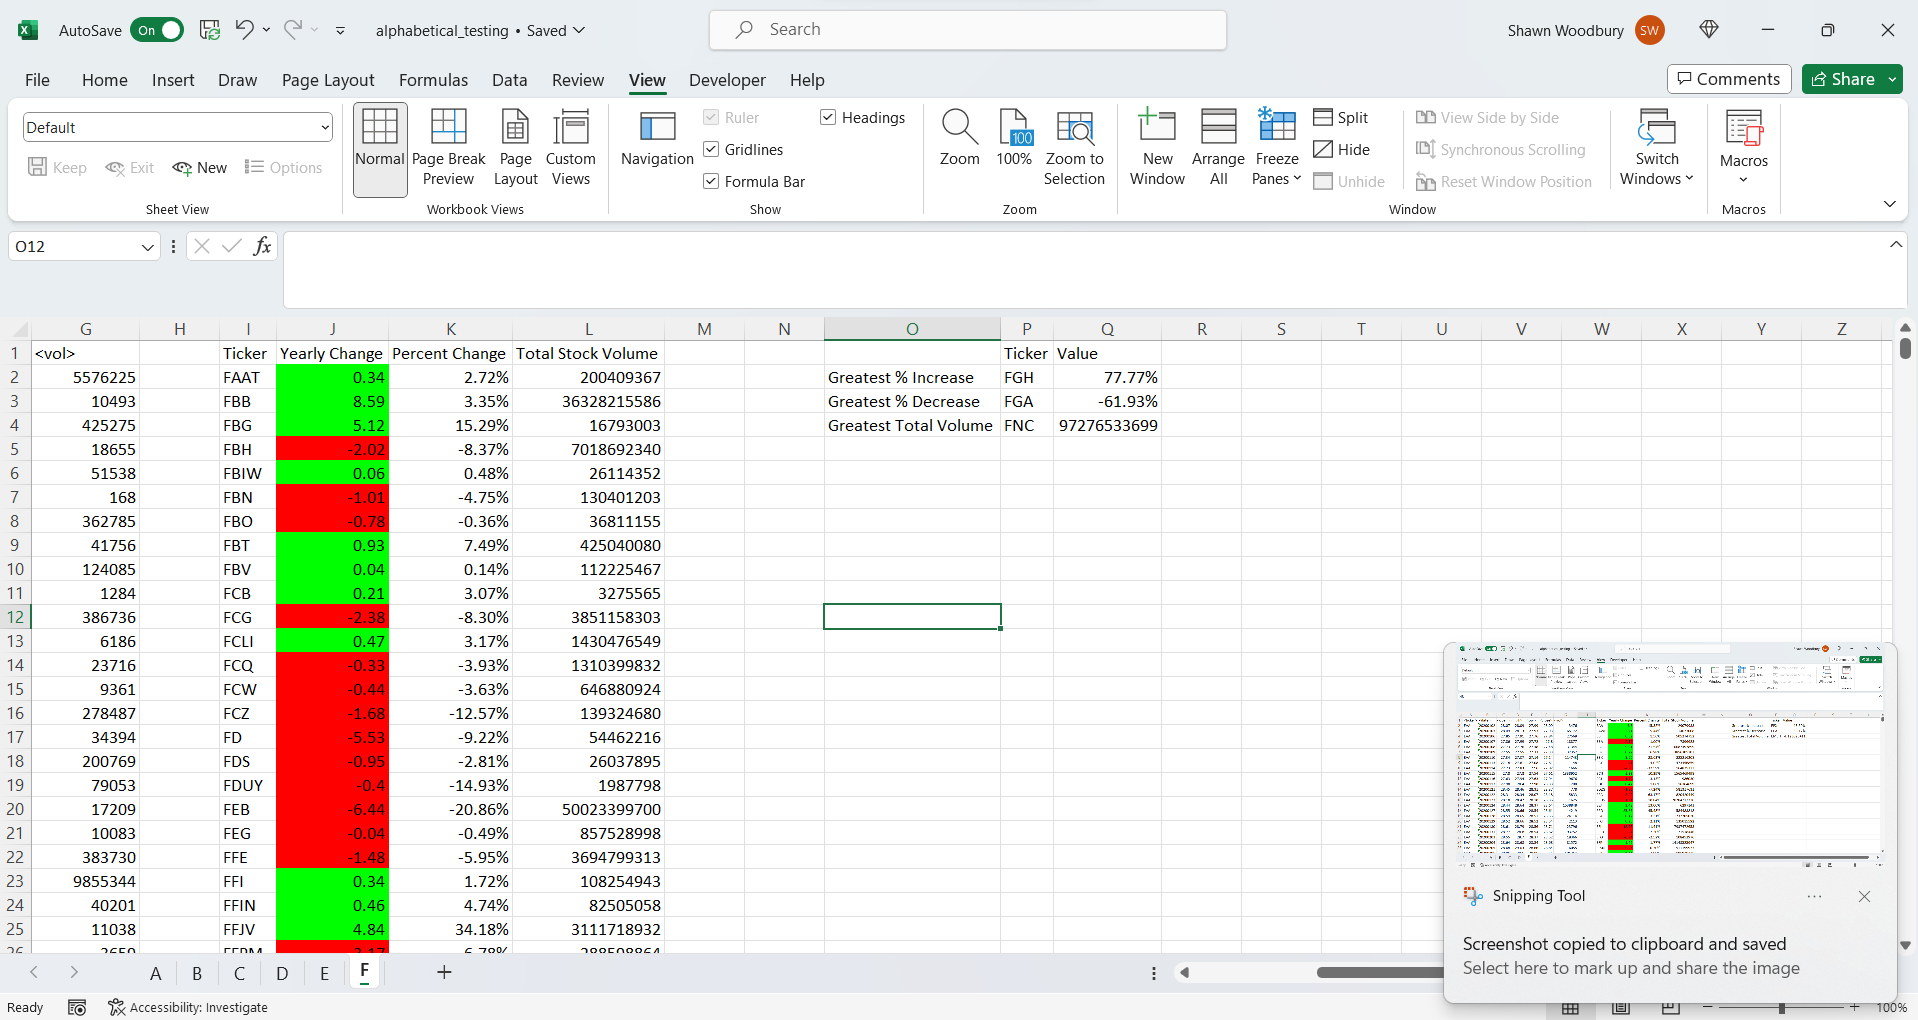 AutoSave On alphabetical_testing • Saved Search Shawn Woodbury SW
File Home Insert Draw Page Layout Formulas Data Review View Developer Help Comments Share
Default
Keep Exit New Options
Sheet View
Normal Page Break Preview Page Layout Custom Views
Workbook Views
Navigation
Ruler Headings
Gridlines
Formula Bar
Show
Zoom 100 100% Zoom to Selection
Zoom
New Window Arrange All Freeze Panes
Split View Side by Side
Hide Synchronous Scrolling
Unhide Reset Window Position
Switch Windows
Window
Macros
Macros
O12 fx
G H I J K L M N O P Q R S T U V W X Y Z
1 <vol> Ticker Yearly Change Percent Change Total Stock Volume Ticker Value
2 5576225 FAAT 0.34 2.72% 200409367 Greatest % Increase FGH 77.77%
3 10493 FBB 8.59 3.35% 36328215586 Greatest % Decrease FGA -61.93%
4 425275 FBG 5.12 15.29% 16793003 Greatest Total Volume FNC 97276533699
5 18655 FBH -2.02 -8.37% 7018692340
6 51538 FBIW 0.06 0.48% 26114352
7 168 FBN -1.01 -4.75% 130401203
8 362785 FBO -0.78 -0.36% 36811155
9 41756 FBT 0.93 7.49% 425040080
10 124085 FBV 0.04 0.14% 112225467
11 1284 FCB 0.21 3.07% 3275565
12 386736 FCG -2.38 -8.30% 3851158303
13 6186 FCLI 0.47 3.17% 1430476549
14 23716 FCQ -0.33 -3.93% 1310399832
15 9361 FCW -0.44 -3.63% 646880924
16 278487 FCZ -1.68 -12.57% 139324680
17 34394 FD -5.53 -9.22% 54462216
18 200769 FDS -0.95 -2.81% 26037895
19 79053 FDUY -0.4 -14.93% 1987798
20 17209 FEB -6.44 -20.86% 50023399700
21 10083 FEG -0.04 -0.49% 857528998
22 383730 FFE -1.48 -5.95% 3694799313
23 9855344 FFI 0.34 1.72% 108254943
24 40201 FFIN 0.46 4.74% 82505058
25 11038 FFJV 4.84 34.18% 3111718932
Snipping Tool
Screenshot copied to clipboard and saved
Select here to mark up and share the image
A B C D E F
Ready Accessibility: Investigate 100%